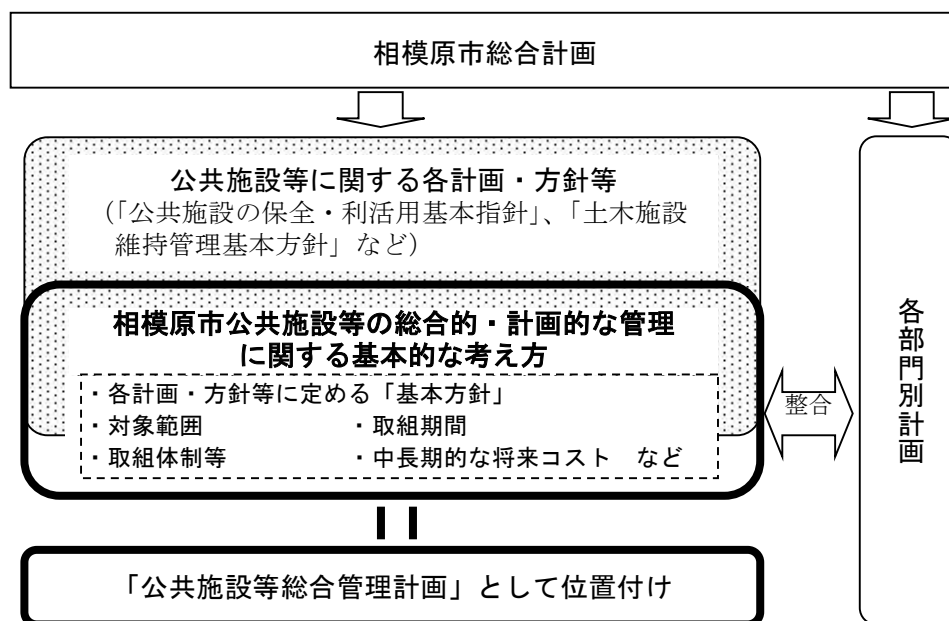 相模原市総合計画
公共施設等に関する各計画・方針等
（「公共施設の保全・利活用基本指針」、「土木施設
維持管理基本方針」など）
相模原市公共施設等の総合的・計画的な管理
に関する基本的な考え方
・各計画・方針等に定める「基本方針」
・対象範囲　　　　　・取組期間
・取組体制等　　　　・中長期的な将来コスト　など
整合
各部門別計画
「公共施設等総合管理計画」として位置付け